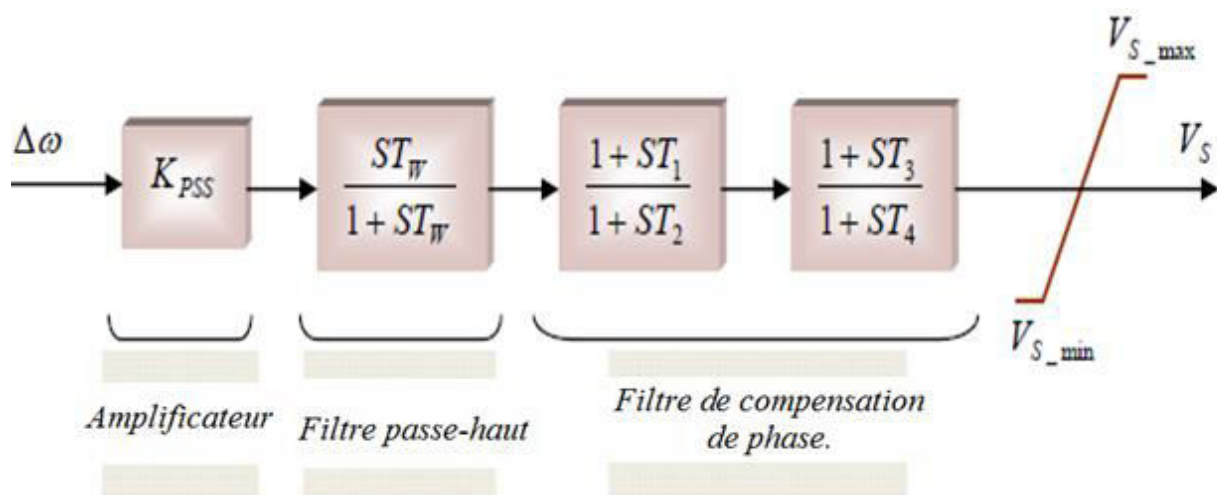 Δω
K_PSS
ST_W
1 + ST_W
1 + ST_1
1 + ST_2
1 + ST_3
1 + ST_4
V_S_max
V_S
V_S_min
Amplificateur
Filtre passe-haut
Filtre de compensation
de phase.